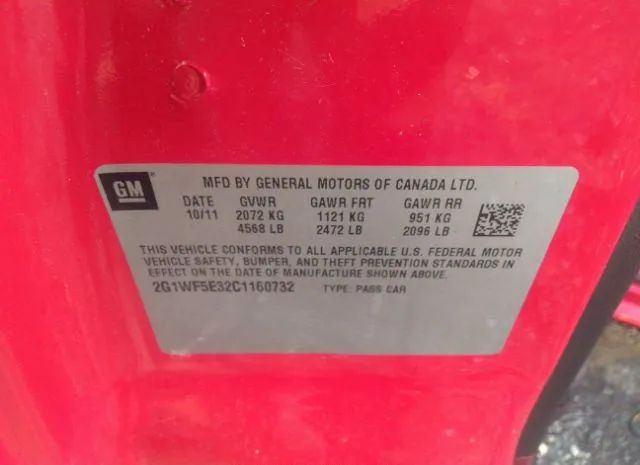 GM
MFD BY GENERAL MOTORS OF CANADA LTD.
DATE GVWR GAWR FRT GAWR RR
10/11 2072 KG 1121 KG 951 KG
4568 LB 2472 LB 2096 LB
THIS VEHICLE CONFORMS TO ALL APPLICABLE U.S. FEDERAL MOTOR
VEHICLE SAFETY, BUMPER, AND THEFT PREVENTION STANDARDS IN
EFFECT ON THE DATE OF MANUFACTURE SHOWN ABOVE.
2G1WF5E32C1160732 TYPE: PASS CAR